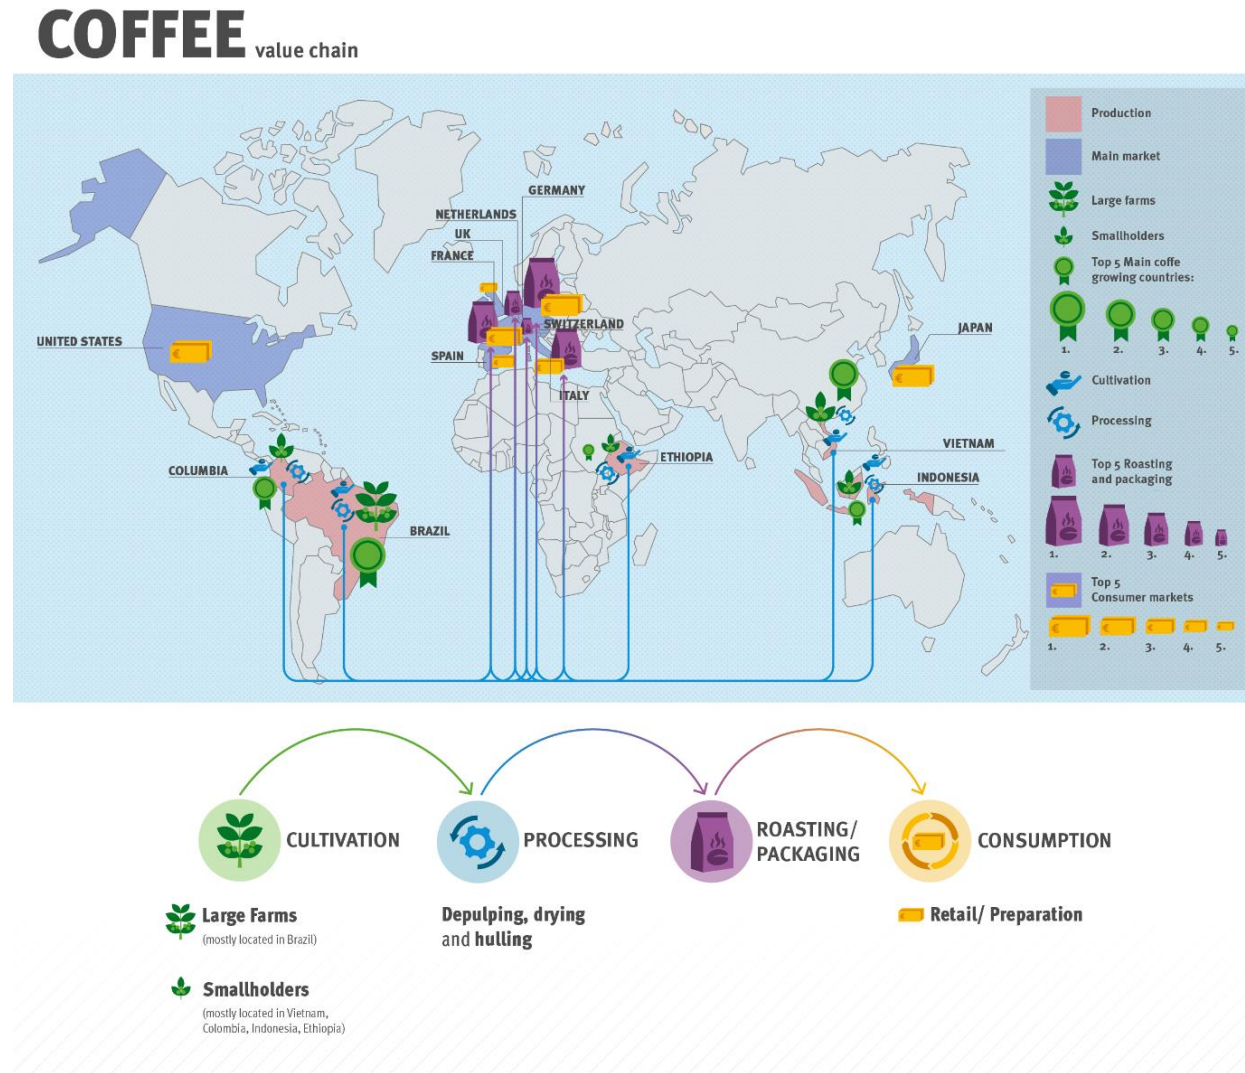 COFFEE value chain
GERMANY
NETHERLANDS
UK
FRANCE
SWITZERLAND
UNITED STATES
SPAIN
ITALY
JAPAN
COLUMBIA
ETHIOPIA
VIETNAM
INDONESIA
BRAZIL
Production
Main market
Large farms
Smallholders
Top 5 Main coffe
growing countries:
1. 2. 3. 4. 5.
Cultivation
Processing
Top 5 Roasting
and packaging
1. 2. 3. 4. 5.
Top 5
Consumer markets
1. 2. 3. 4. 5.
CULTIVATION
PROCESSING
ROASTING/
PACKAGING
CONSUMPTION
Large Farms
(mostly located in Brazil)
Smallholders
(mostly located in Vietnam,
Colombia, Indonesia, Ethiopia)
Depulping, drying
and hulling
Retail/ Preparation